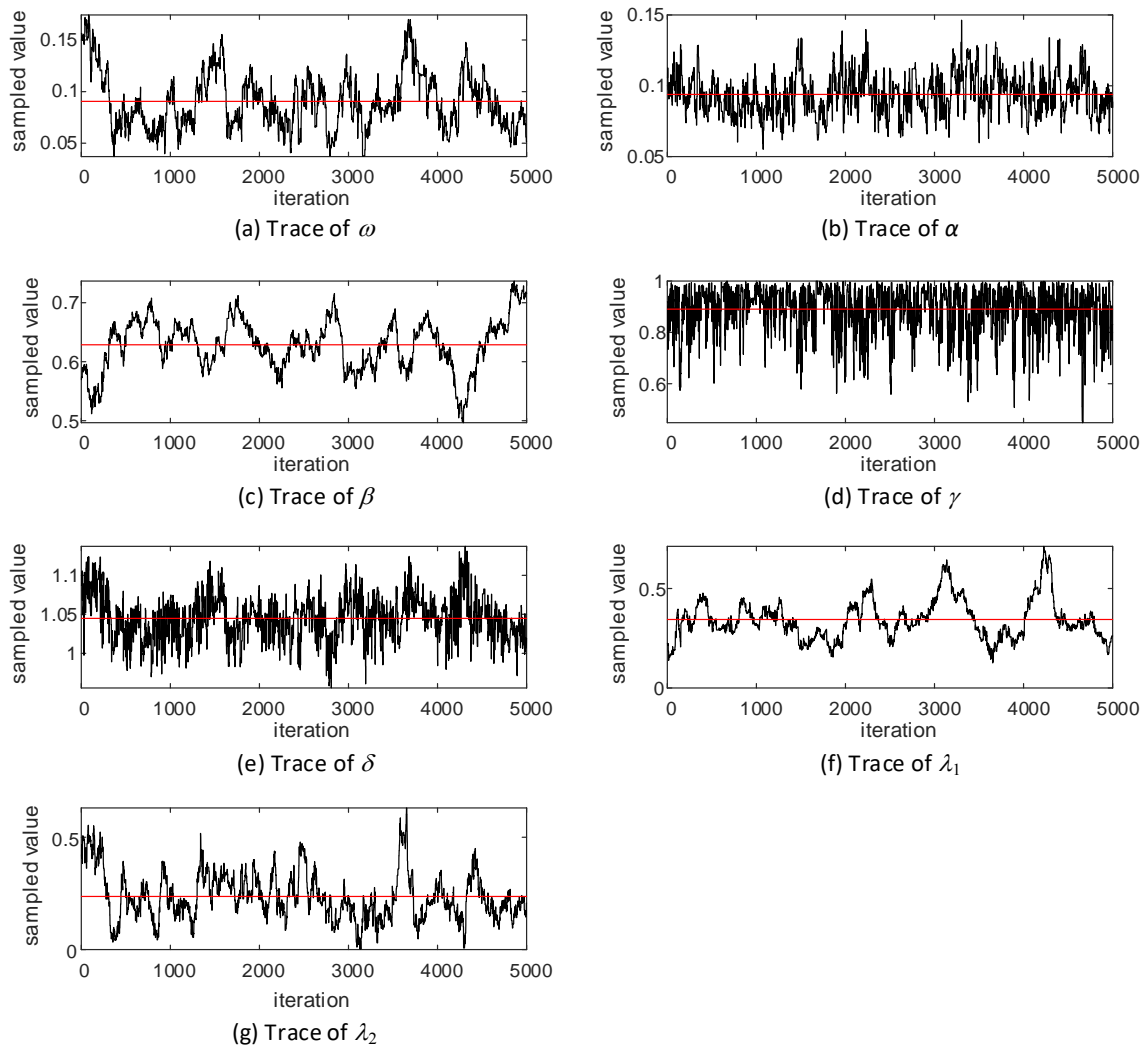 sampled value
0.15
0.1
0.05
0 1000 2000 3000 4000 5000
iteration
(a) Trace of ω
sampled value
0.15
0.1
0.05
0 1000 2000 3000 4000 5000
iteration
(b) Trace of α
sampled value
0.7
0.6
0.5
0 1000 2000 3000 4000 5000
iteration
(c) Trace of β
sampled value
1
0.8
0.6
0 1000 2000 3000 4000 5000
iteration
(d) Trace of γ
sampled value
1.1
1.05
1
0 1000 2000 3000 4000 5000
iteration
(e) Trace of δ
sampled value
0.5
0
0 1000 2000 3000 4000 5000
iteration
(f) Trace of λ₁
sampled value
0.5
0
0 1000 2000 3000 4000 5000
iteration
(g) Trace of λ₂